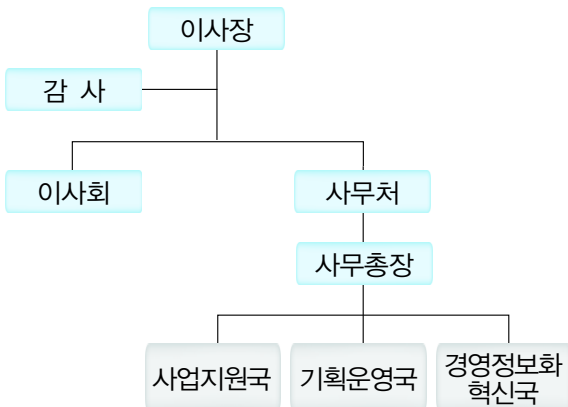 이사장
감 사
이사회
사무처
사무총장
사업지원국
기획운영국
경영정보화
혁신국